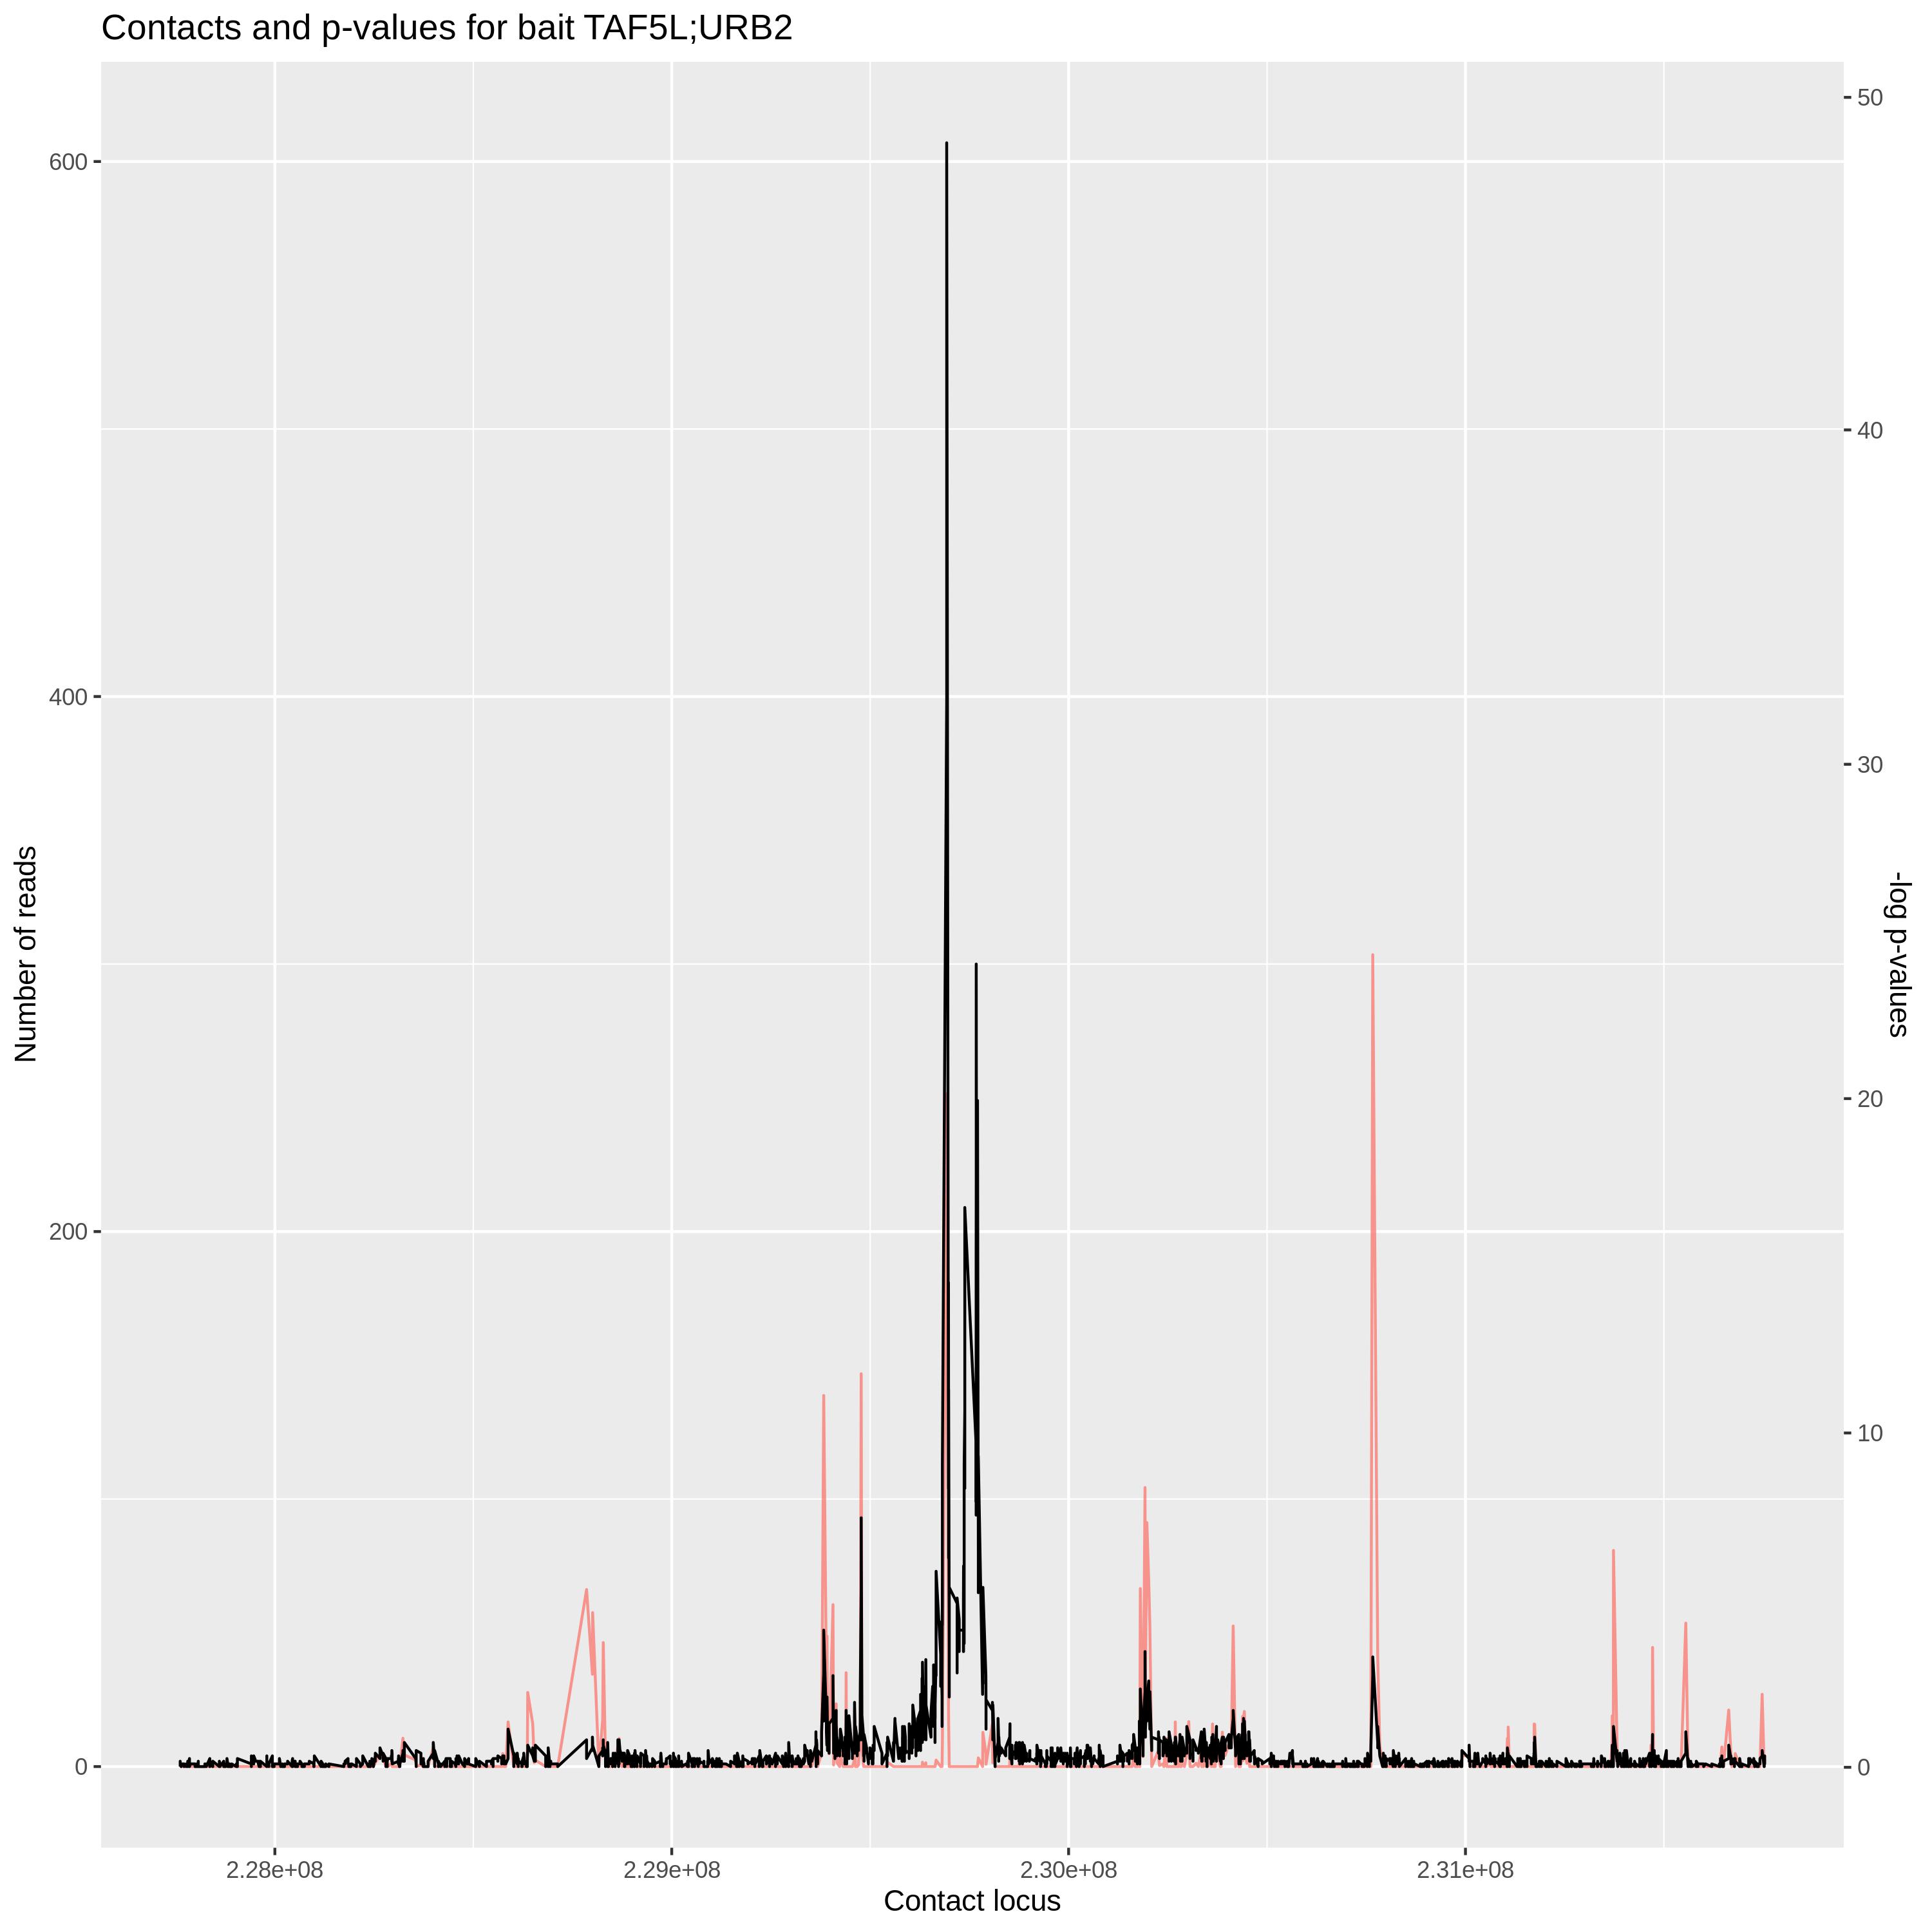 Contacts and p-values for bait TAF5L;URB2
600
400
200
0
Number of reads
50
40
30
20
10
0
-log p-values
2.28e+08
2.29e+08
2.30e+08
2.31e+08
Contact locus